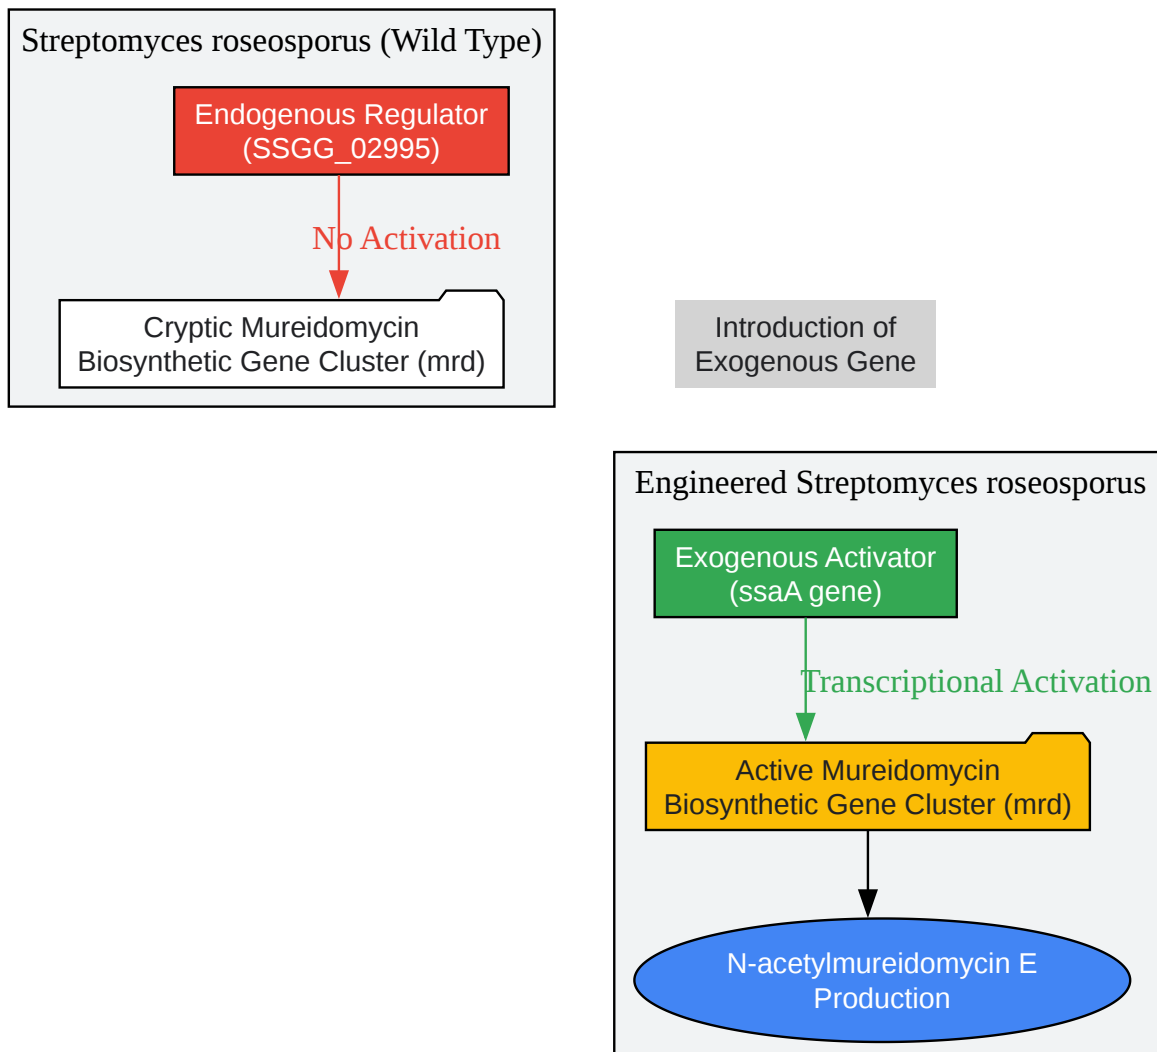 Streptomyces roseosporus (Wild Type)
Endogenous Regulator
(SSGG_02995)
No Activation
Cryptic Mureidomycin
Biosynthetic Gene Cluster (mrd)
Introduction of
Exogenous Gene
Engineered Streptomyces roseosporus
Exogenous Activator
(ssaA gene)
Transcriptional Activation
Active Mureidomycin
Biosynthetic Gene Cluster (mrd)
N-acetylmureidomycin E
Production